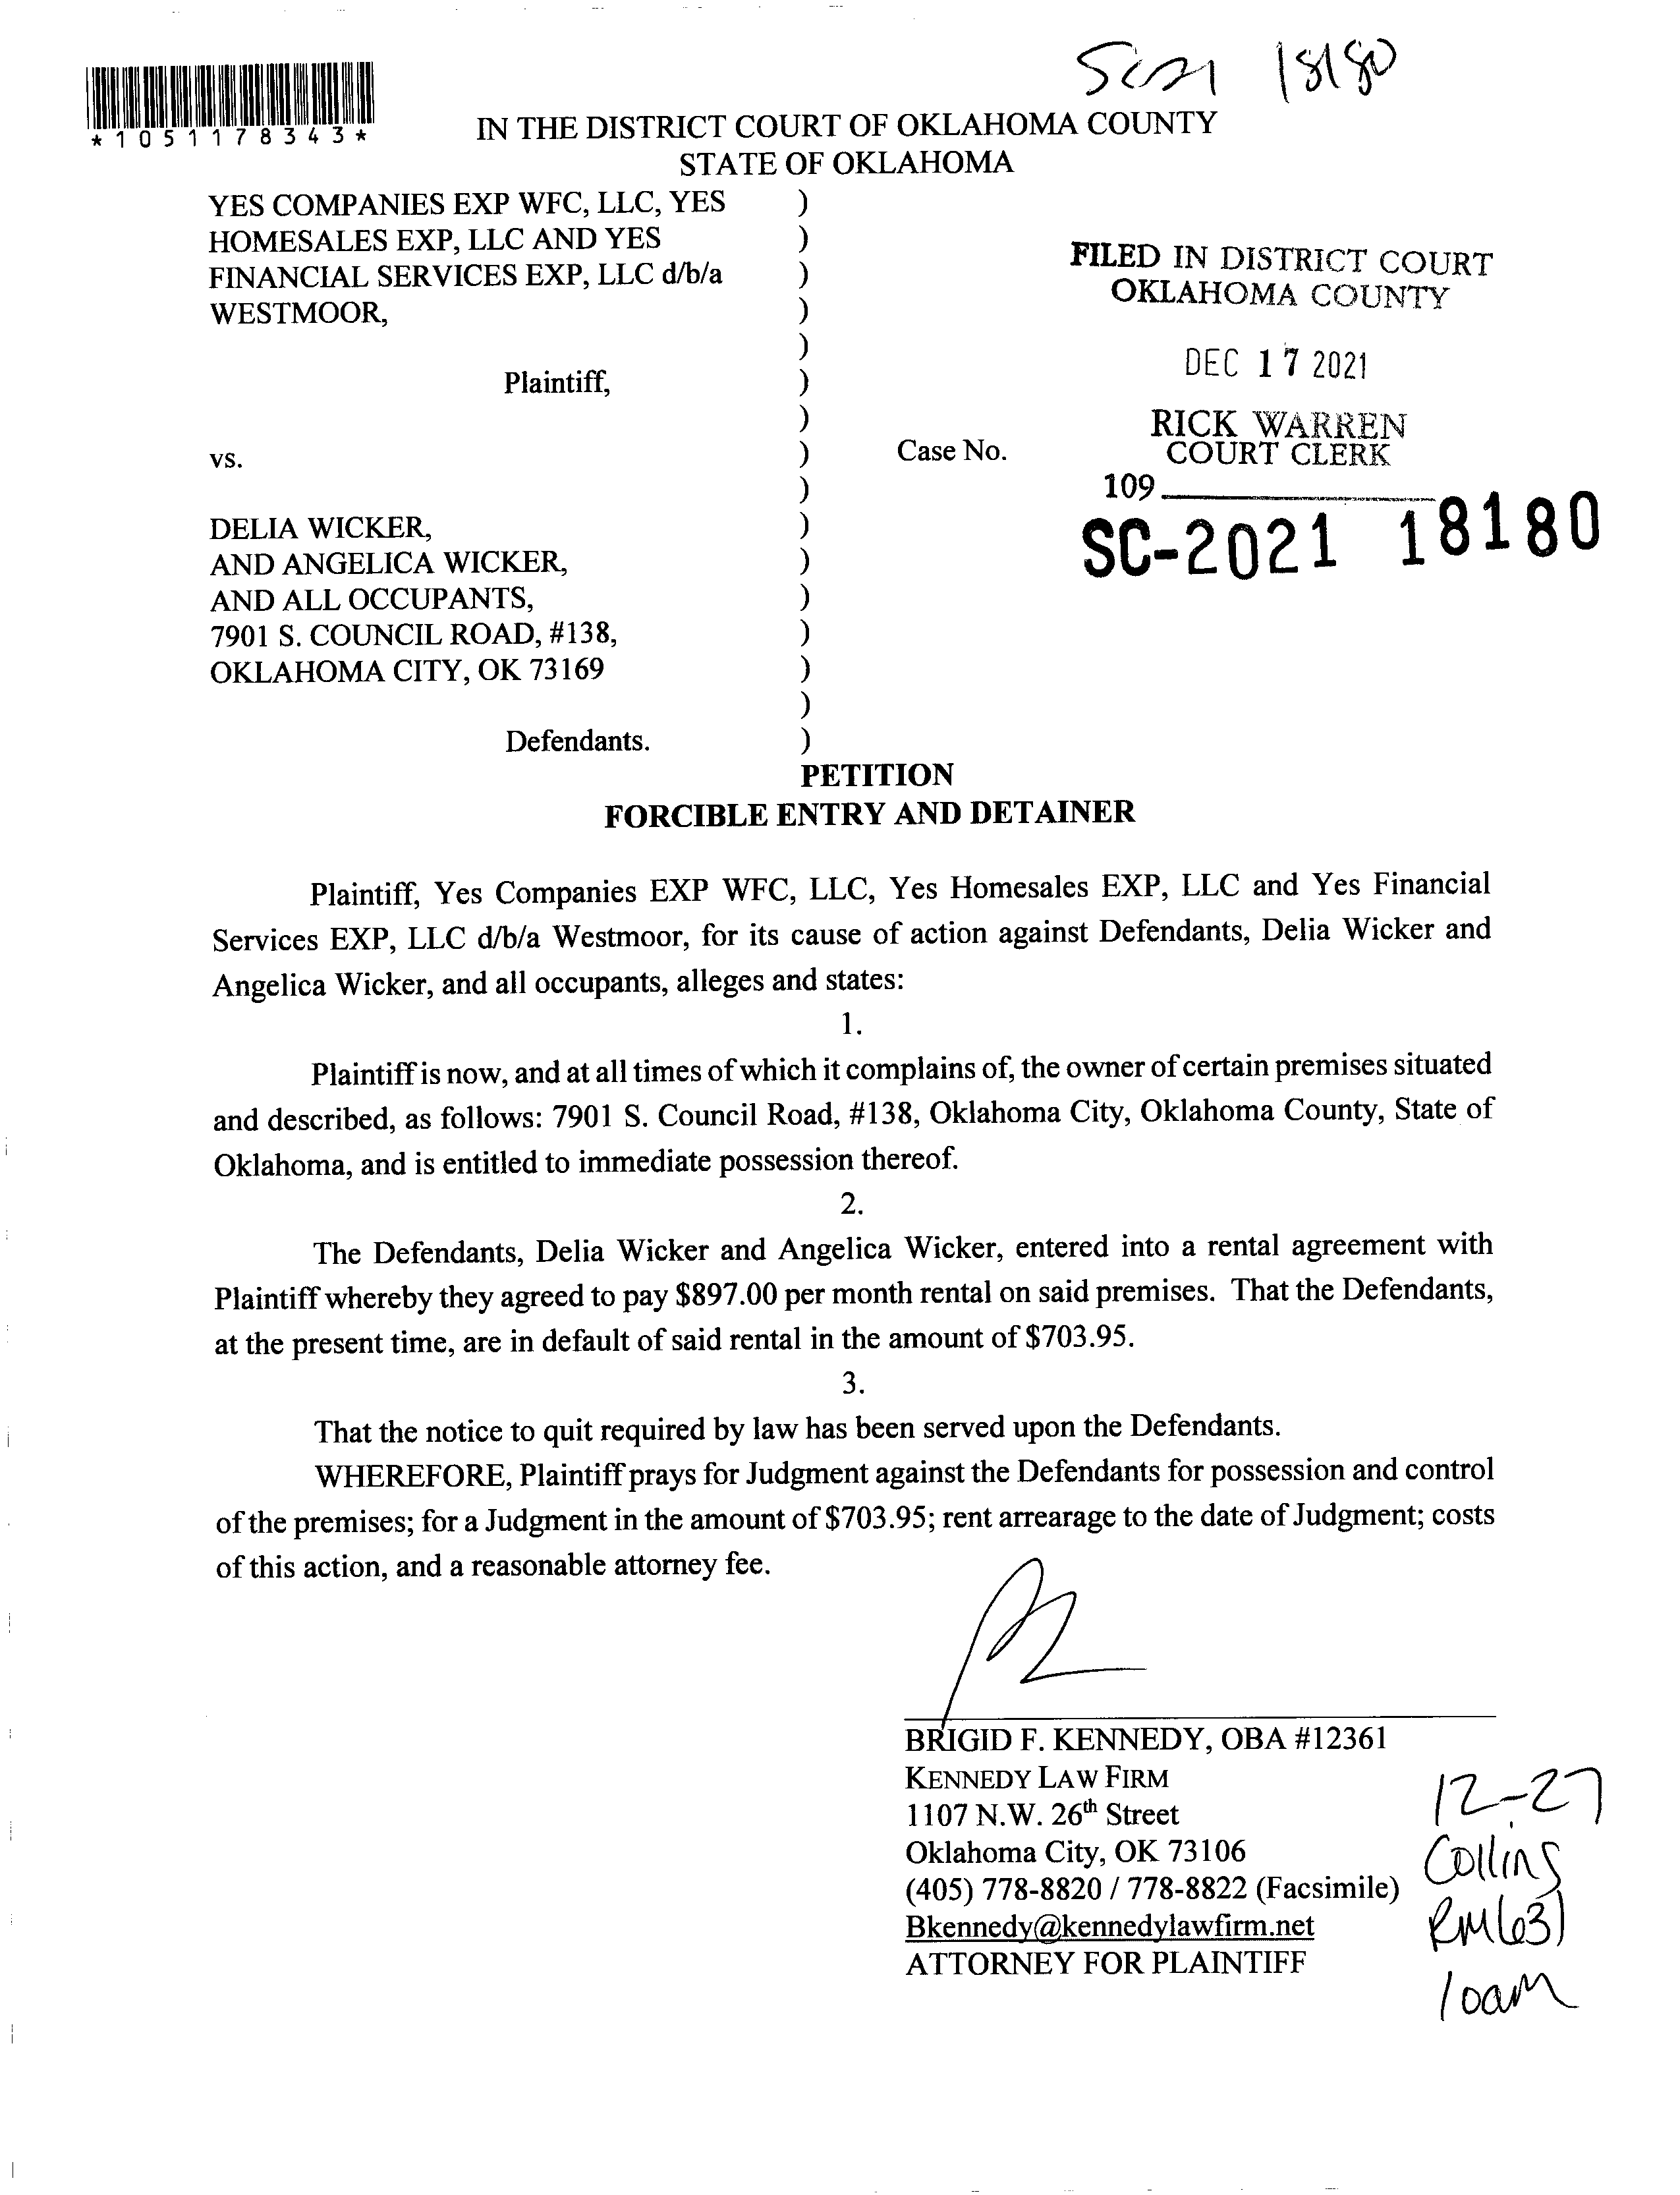 SC21 18180
*1051178343*
IN THE DISTRICT COURT OF OKLAHOMA COUNTY
STATE OF OKLAHOMA
YES COMPANIES EXP WFC, LLC, YES )
HOMESALES EXP, LLC AND YES )
FINANCIAL SERVICES EXP, LLC d/b/a )
WESTMOOR, )
)
Plaintiff, )
)
vs. ) Case No.
)
DELIA WICKER, )
AND ANGELICA WICKER, )
AND ALL OCCUPANTS, )
7901 S. COUNCIL ROAD, #138, )
OKLAHOMA CITY, OK 73169 )
)
Defendants. )
FILED IN DISTRICT COURT
OKLAHOMA COUNTY
DEC 17 2021
RICK WARREN
COURT CLERK
109
SC-2021 18180
PETITION
FORCIBLE ENTRY AND DETAINER
Plaintiff, Yes Companies EXP WFC, LLC, Yes Homesales EXP, LLC and Yes Financial
Services EXP, LLC d/b/a Westmoor, for its cause of action against Defendants, Delia Wicker and
Angelica Wicker, and all occupants, alleges and states:
1.
Plaintiff is now, and at all times of which it complains of, the owner of certain premises situated
and described, as follows: 7901 S. Council Road, #138, Oklahoma City, Oklahoma County, State of
Oklahoma, and is entitled to immediate possession thereof.
2.
The Defendants, Delia Wicker and Angelica Wicker, entered into a rental agreement with
Plaintiff whereby they agreed to pay $897.00 per month rental on said premises. That the Defendants,
at the present time, are in default of said rental in the amount of $703.95.
3.
That the notice to quit required by law has been served upon the Defendants.
WHEREFORE, Plaintiff prays for Judgment against the Defendants for possession and control
of the premises; for a Judgment in the amount of $703.95; rent arrearage to the date of Judgment; costs
of this action, and a reasonable attorney fee.
BRIGID F. KENNEDY, OBA #12361
KENNEDY LAW FIRM
1107 N.W. 26th Street
Oklahoma City, OK 73106
(405) 778-8820 / 778-8822 (Facsimile)
Bkennedy@kennedylawfirm.net
ATTORNEY FOR PLAINTIFF
12-27
Collins
RM 631
10am